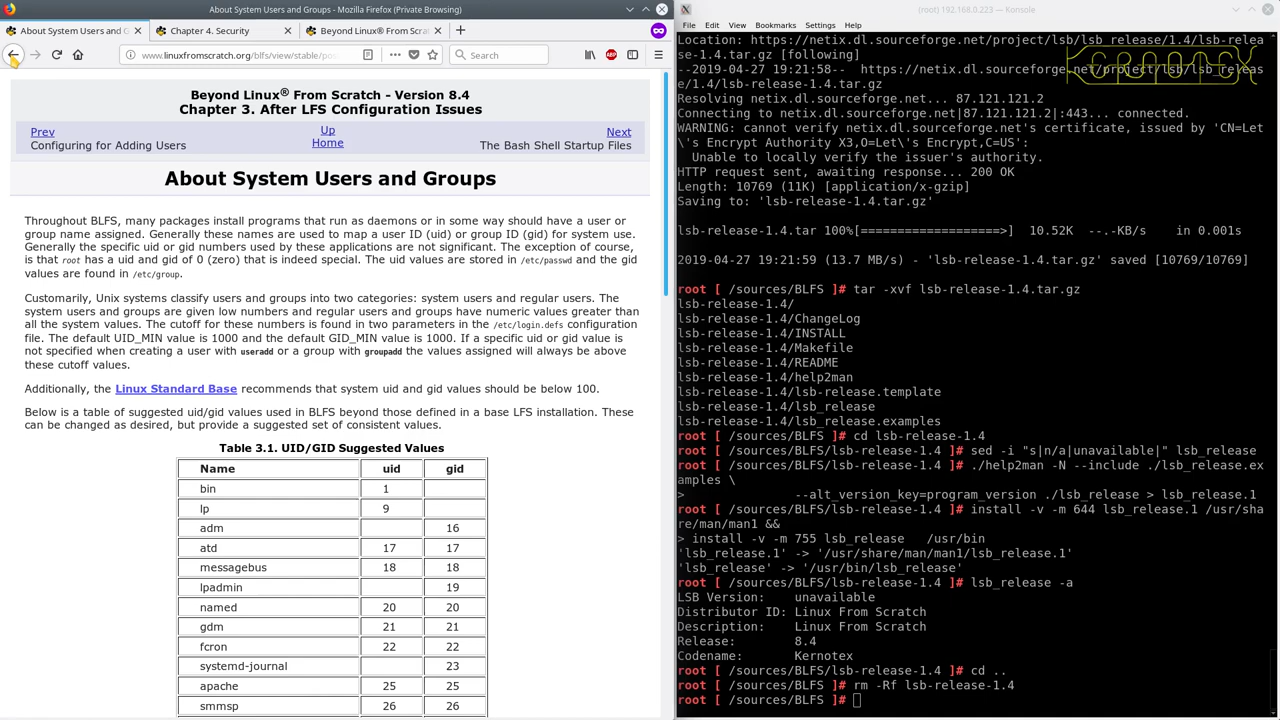 About System Users and Groups - Mozilla Firefox (Private Browsing)
About System Users and G
Chapter 4. Security
Beyond Linux® From Scratch
www.linuxfromscratch.org/blfs/view/stable/pos
Search
Beyond Linux® From Scratch - Version 8.4
Chapter 3. After LFS Configuration Issues
Prev
Up
Next
Configuring for Adding Users
Home
The Bash Shell Startup Files
About System Users and Groups
Throughout BLFS, many packages install programs that run as daemons or in some way should have a user or
group name assigned. Generally these names are used to map a user ID (uid) or group ID (gid) for system use.
Generally the specific uid or gid numbers used by these applications are not significant. The exception of course,
is that root has a uid and gid of 0 (zero) that is indeed special. The uid values are stored in /etc/passwd and the gid
values are found in /etc/group.
Customarily, Unix systems classify users and groups into two categories: system users and regular users. The
system users and groups are given low numbers and regular users and groups have numeric values greater than
all the system values. The cutoff for these numbers is found in two parameters in the /etc/login.defs configuration
file. The default UID_MIN value is 1000 and the default GID_MIN value is 1000. If a specific uid or gid value is
not specified when creating a user with useradd or a group with groupadd the values assigned will always be above
these cutoff values.
Additionally, the Linux Standard Base recommends that system uid and gid values should be below 100.
Below is a table of suggested uid/gid values used in BLFS beyond those defined in a base LFS installation. These
can be changed as desired, but provide a suggested set of consistent values.
Table 3.1. UID/GID Suggested Values
Name uid gid
bin 1
lp 9
adm 16
atd 17 17
messagebus 18 18
lpadmin 19
named 20 20
gdm 21 21
fcron 22 22
systemd-journal 23
apache 25 25
smmsp 26 26
(root) 192.168.0.223 — Konsole
File Edit View Bookmarks Settings Help
KERNOTEX
Location: https://netix.dl.sourceforge.net/project/lsb/lsb_release/1.4/lsb-relea
se-1.4.tar.gz [following]
--2019-04-27 19:21:58-- https://netix.dl.sourceforge.net/project/lsb/lsb_releas
e/1.4/lsb-release-1.4.tar.gz
Resolving netix.dl.sourceforge.net... 87.121.121.2
Connecting to netix.dl.sourceforge.net|87.121.121.2|:443... connected.
WARNING: cannot verify netix.dl.sourceforge.net's certificate, issued by 'CN=Let
\'s Encrypt Authority X3,O=Let\'s Encrypt,C=US':
Unable to locally verify the issuer's authority.
HTTP request sent, awaiting response... 200 OK
Length: 10769 (11K) [application/x-gzip]
Saving to: 'lsb-release-1.4.tar.gz'
lsb-release-1.4.tar 100%[===================>] 10.52K --.-KB/s in 0.001s
2019-04-27 19:21:59 (13.7 MB/s) - 'lsb-release-1.4.tar.gz' saved [10769/10769]
root [ /sources/BLFS ]# tar -xvf lsb-release-1.4.tar.gz
lsb-release-1.4/
lsb-release-1.4/ChangeLog
lsb-release-1.4/INSTALL
lsb-release-1.4/Makefile
lsb-release-1.4/README
lsb-release-1.4/help2man
lsb-release-1.4/lsb-release.template
lsb-release-1.4/lsb_release
lsb-release-1.4/lsb_release.examples
root [ /sources/BLFS ]# cd lsb-release-1.4
root [ /sources/BLFS/lsb-release-1.4 ]# sed -i "s|n/a|unavailable|" lsb_release
root [ /sources/BLFS/lsb-release-1.4 ]# ./help2man -N --include ./lsb_release.ex
amples \
> --alt_version_key=program_version ./lsb_release > lsb_release.1
root [ /sources/BLFS/lsb-release-1.4 ]# install -v -m 644 lsb_release.1 /usr/sha
re/man/man1 &&
> install -v -m 755 lsb_release /usr/bin
'lsb_release.1' -> '/usr/share/man/man1/lsb_release.1'
'lsb_release' -> '/usr/bin/lsb_release'
root [ /sources/BLFS/lsb-release-1.4 ]# lsb_release -a
LSB Version: unavailable
Distributor ID: Linux From Scratch
Description: Linux From Scratch
Release: 8.4
Codename: Kernotex
root [ /sources/BLFS/lsb-release-1.4 ]# cd ..
root [ /sources/BLFS ]# rm -Rf lsb-release-1.4
root [ /sources/BLFS ]#